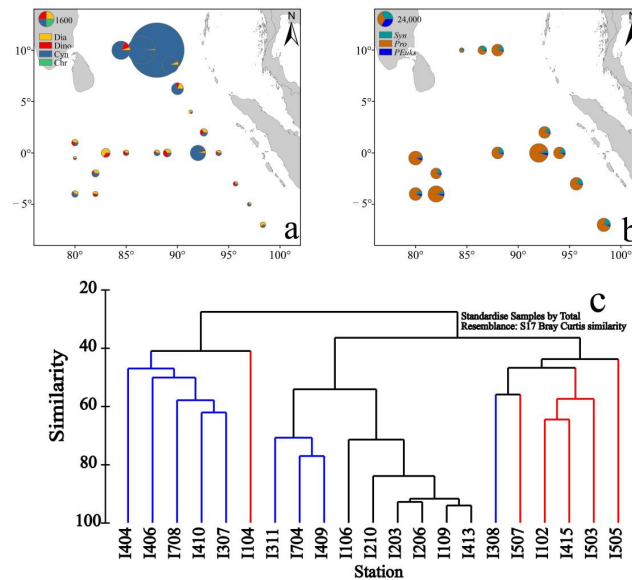 1600
Dia
Dino
Cyn
Chr
N
10°
5°
0°
−5°
80° 85° 90° 95° 100°
a
24,000
Syn
Pro
PEuks
N
10°
5°
0°
−5°
80° 85° 90° 95° 100°
b
c
Standardise Samples by Total
Resemblance: S17 Bray Curtis similarity
Similarity
20
40
60
80
100
I404 I406 I708 I410 I307 I104 I311 I704 I409 I106 I210 I203 I206 I109 I413 I308 I507 I102 I415 I503 I505
Station